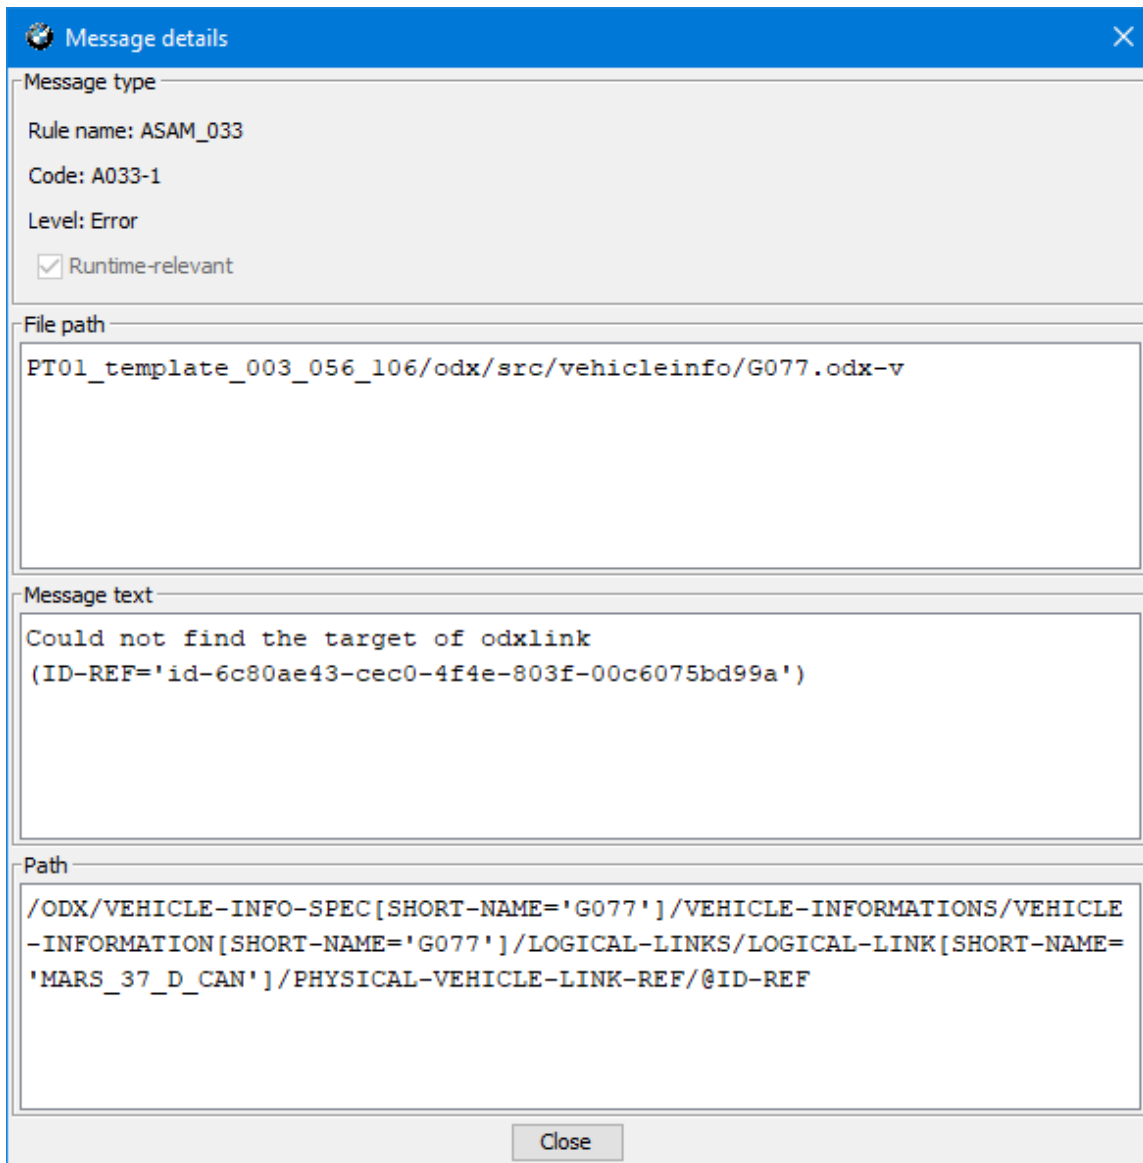 Message details
Message type
Rule name: ASAM_033
Code: A033-1
Level: Error
Runtime-relevant
File path
PT01_template_003_056_106/odx/src/vehicleinfo/G077.odx-v
Message text
Could not find the target of odxlink
(ID-REF='id-6c80ae43-cec0-4f4e-803f-00c6075bd99a')
Path
/ODX/VEHICLE-INFO-SPEC[SHORT-NAME='G077']/VEHICLE-INFORMATIONS/VEHICLE
-INFORMATION[SHORT-NAME='G077']/LOGICAL-LINKS/LOGICAL-LINK[SHORT-NAME=
'MARS_37_D_CAN']/PHYSICAL-VEHICLE-LINK-REF/@ID-REF
Close